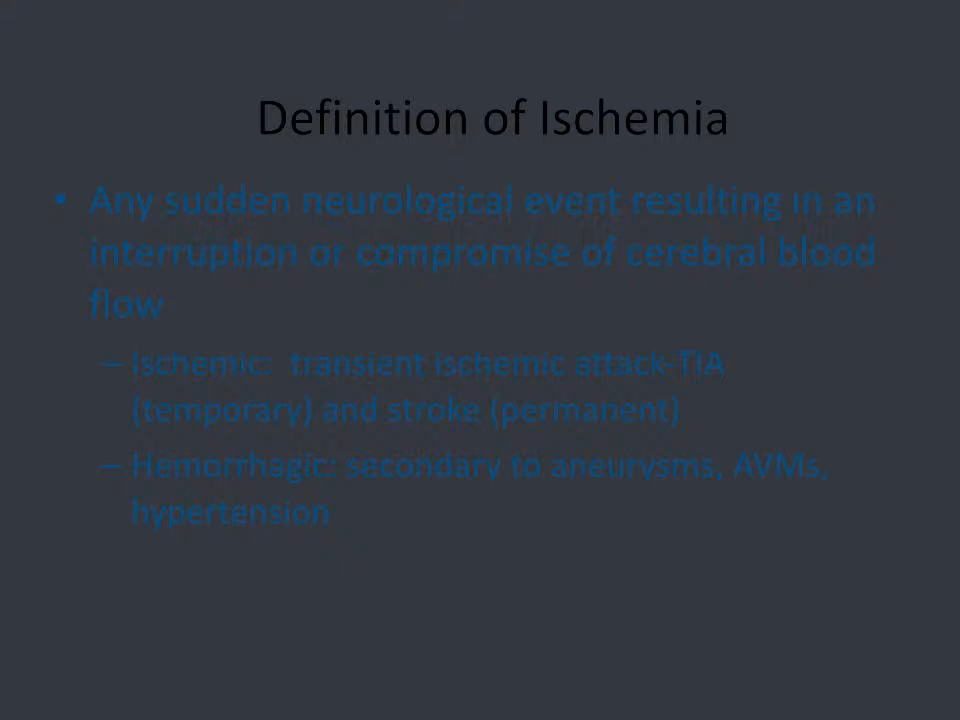 Definition of Ischemia
• Any sudden neurological event resulting in an
interruption or compromise of cerebral blood
flow
– Ischemic:  transient ischemic attack-TIA
(temporary) and stroke (permanent)
– Hemorrhagic: secondary to aneurysms, AVMs,
hypertension